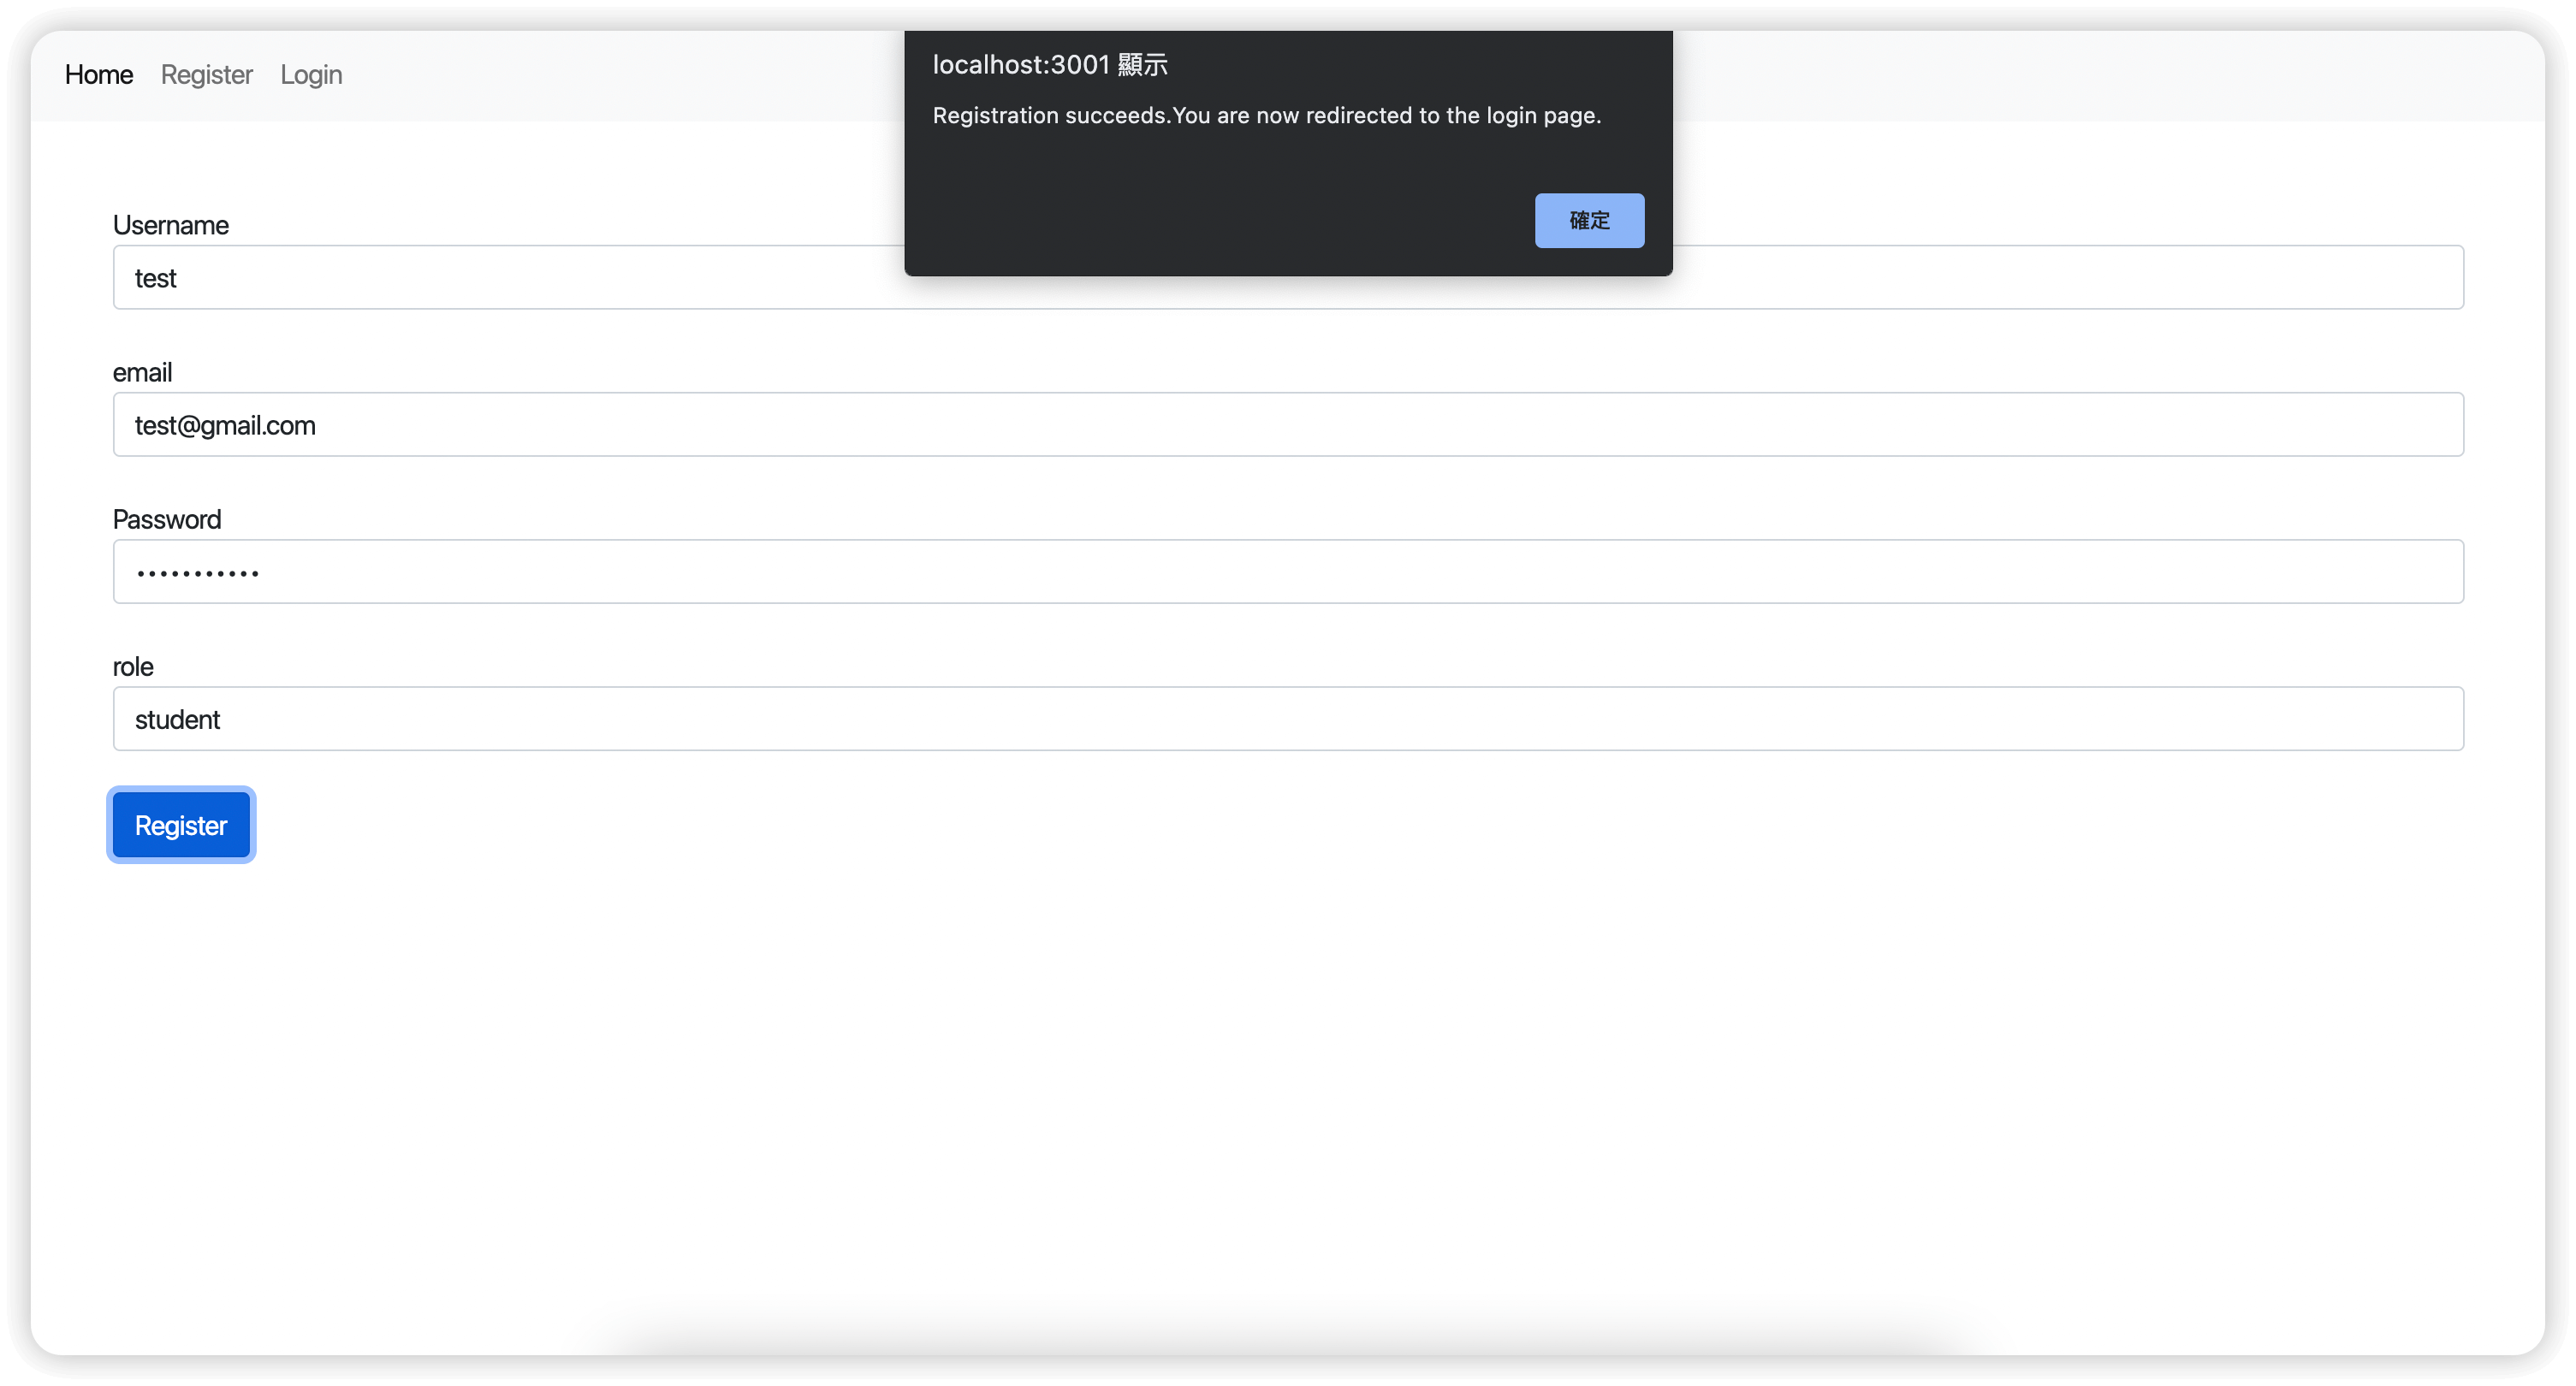 Home Register Login
localhost:3001 顯示
Registration succeeds.You are now redirected to the login page.
確定
Username
test
email
test@gmail.com
Password
•••••••••••
role
student
Register